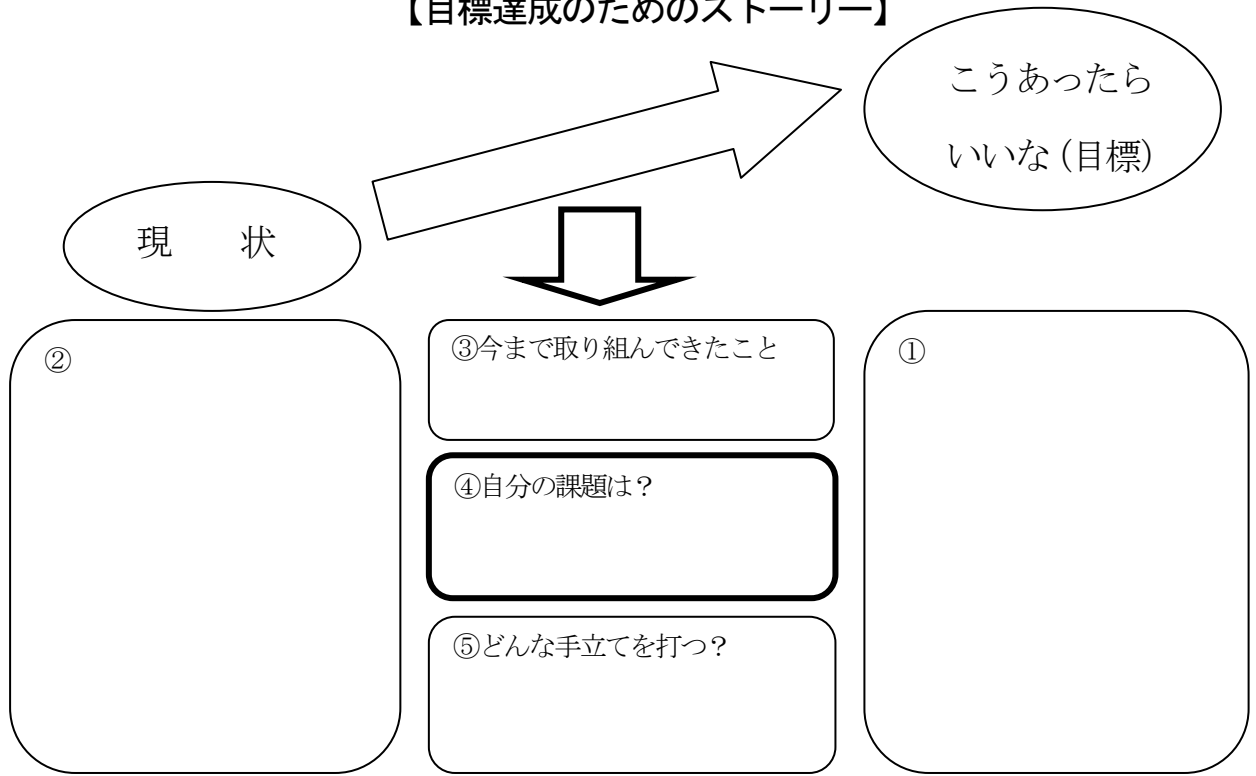 【目標達成のためのストーリー】
こうあったら
いいな(目標)
現　　状
②
③今まで取り組んできたこと
①
④自分の課題は？
⑤どんな手立てを打つ？